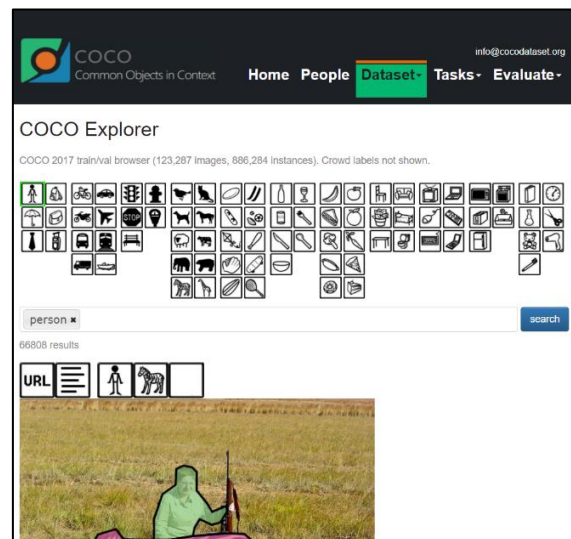 info@cocodataset.org
COCO
Common Objects in Context
Home People Dataset Tasks Evaluate
COCO Explorer
COCO 2017 train/val browser (123,287 images, 886,284 instances). Crowd labels not shown.
STOP
person ×
search
66808 results
URL